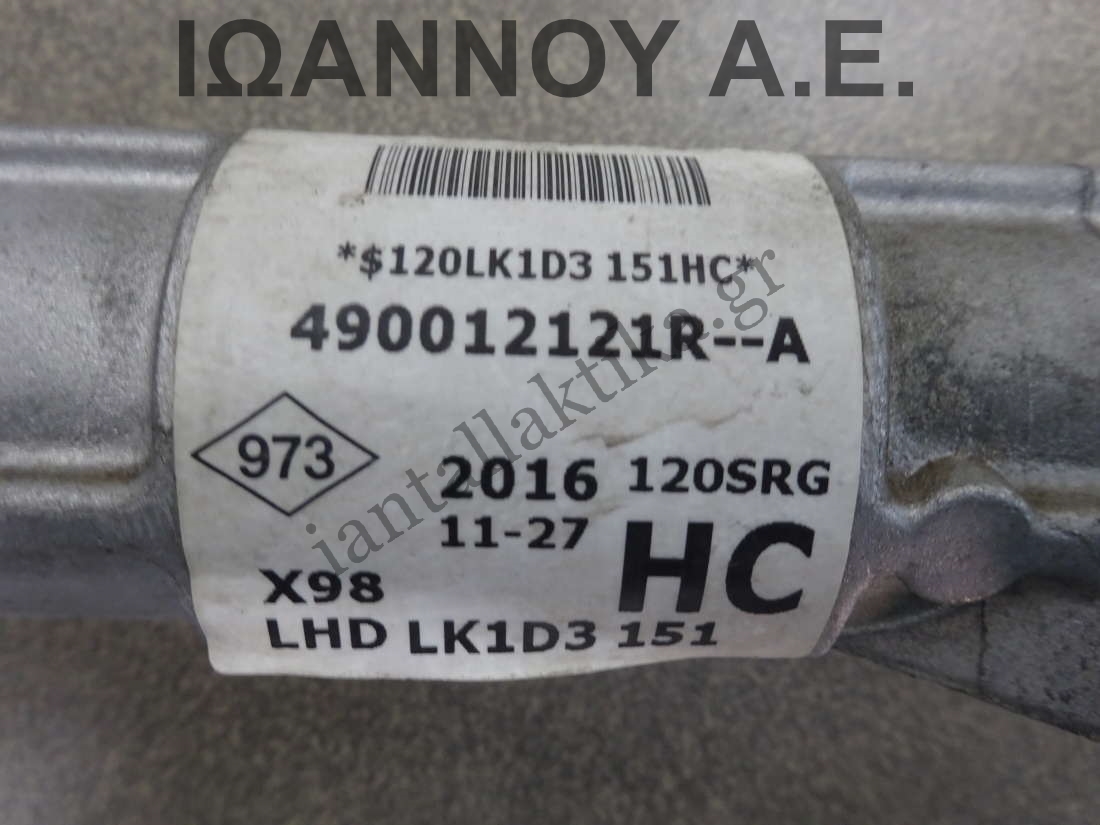 ΙΩΑΝΝΟΥ Α.Ε.
*$120LK1D3 151HC*
490012121R--A
973
2016 120SRG
11-27 HC
X98
LHD LK1D3 151
iantallaktika.gr